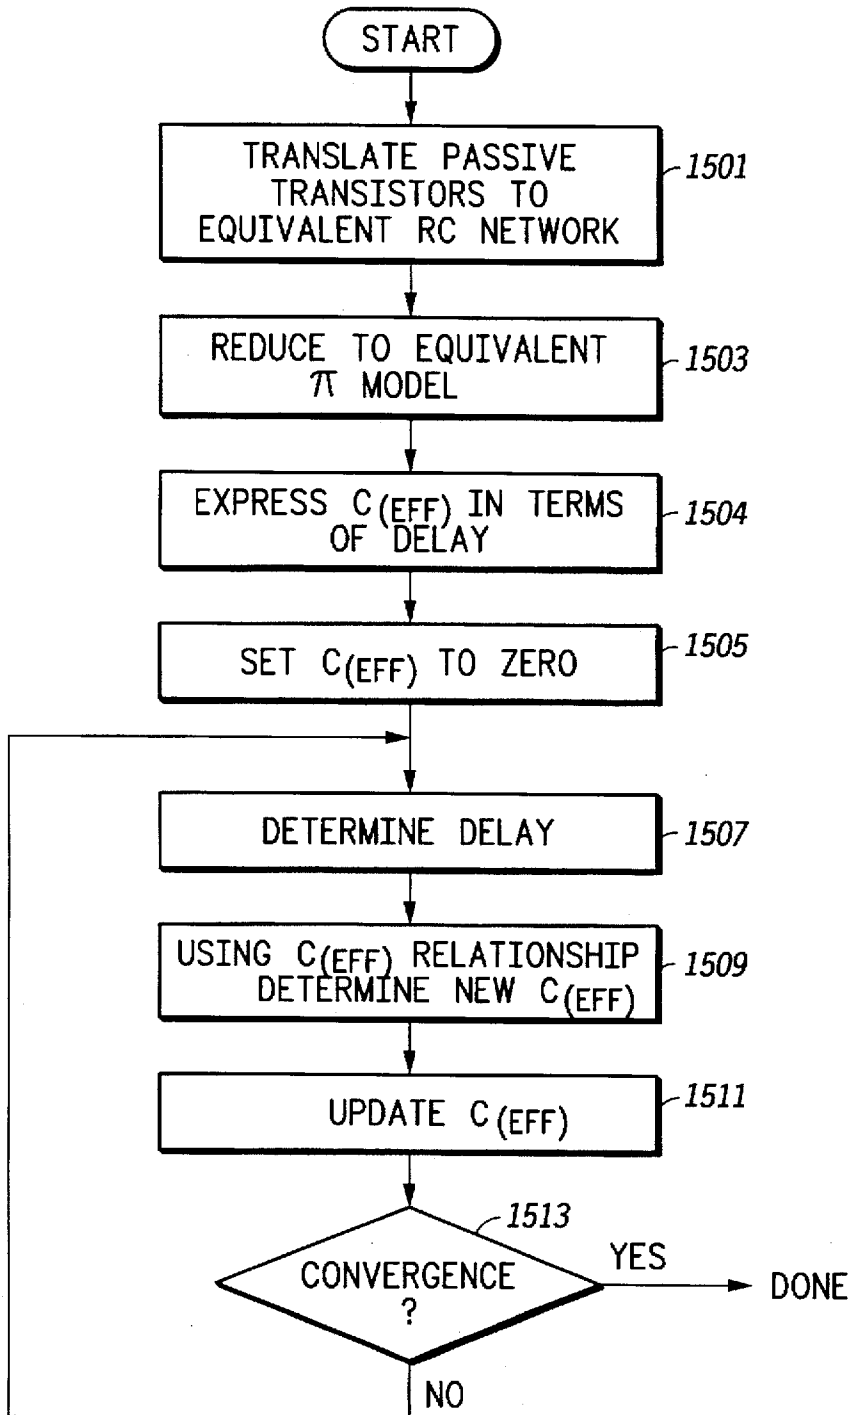 START
TRANSLATE PASSIVE
TRANSISTORS TO
EQUIVALENT RC NETWORK
1501
REDUCE TO EQUIVALENT
π MODEL
1503
EXPRESS C(EFF) IN TERMS
OF DELAY
1504
SET C(EFF) TO ZERO
1505
DETERMINE DELAY
1507
USING C(EFF) RELATIONSHIP
DETERMINE NEW C(EFF)
1509
UPDATE C(EFF)
1511
1513
CONVERGENCE
?
YES
DONE
NO